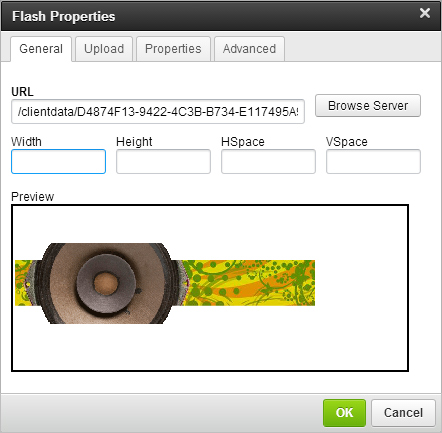 Flash Properties
General Upload Properties Advanced
URL
/clientdata/D4874F13-9422-4C3B-B734-E117495A9
Browse Server
Width Height HSpace VSpace
Preview
OK Cancel